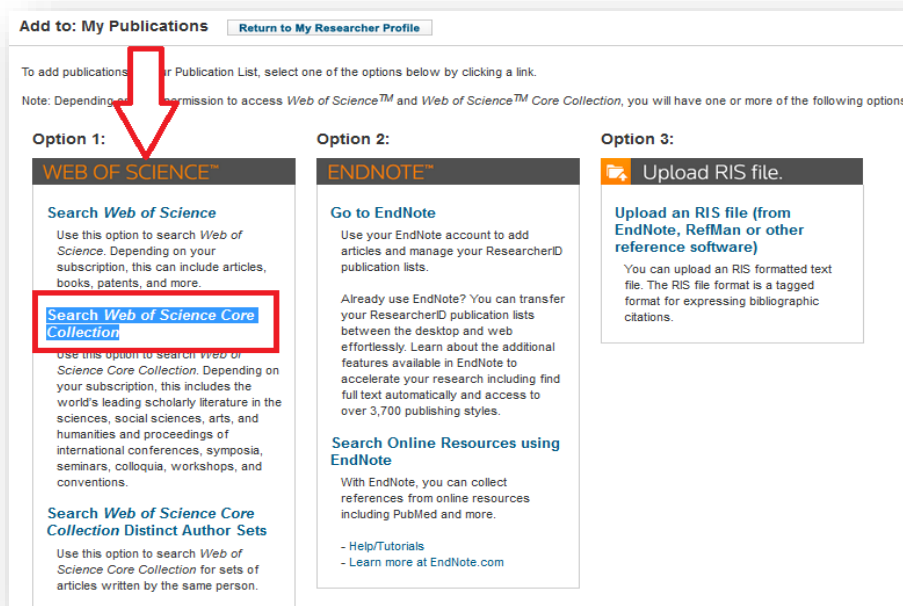 Add to: My Publications
Return to My Researcher Profile
To add publications r Publication List, select one of the options below by clicking a link.
Note: Depending ermission to access Web of Science™ and Web of Science™ Core Collection, you will have one or more of the following options
Option 1:
WEB OF SCIENCE™
Search Web of Science
Use this option to search Web of
Science. Depending on your
subscription, this can include articles,
books, patents, and more.
Search Web of Science Core
Collection
Use this option to search Web of
Science Core Collection. Depending on
your subscription, this includes the
world's leading scholarly literature in the
sciences, social sciences, arts, and
humanities and proceedings of
international conferences, symposia,
seminars, colloquia, workshops, and
conventions.
Search Web of Science Core
Collection Distinct Author Sets
Use this option to search Web of
Science Core Collection for sets of
articles written by the same person.
Option 2:
ENDNOTE™
Go to EndNote
Use your EndNote account to add
articles and manage your ResearcherID
publication lists.
Already use EndNote? You can transfer
your ResearcherID publication lists
between the desktop and web
effortlessly. Learn about the additional
features available in EndNote to
accelerate your research including find
full text automatically and access to
over 3,700 publishing styles.
Search Online Resources using
EndNote
With EndNote, you can collect
references from online resources
including PubMed and more.
- Help/Tutorials
- Learn more at EndNote.com
Option 3:
Upload RIS file.
Upload an RIS file (from
EndNote, RefMan or other
reference software)
You can upload an RIS formatted text
file. The RIS file format is a tagged
format for expressing bibliographic
citations.